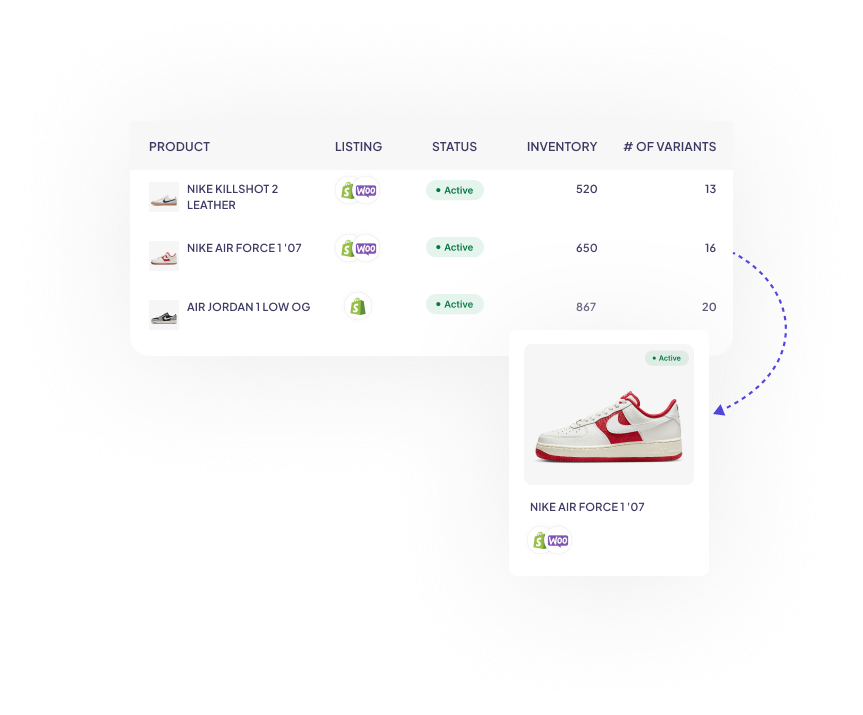 PRODUCT LISTING STATUS INVENTORY # OF VARIANTS
NIKE KILLSHOT 2 WOO Active 520 13
LEATHER
NIKE AIR FORCE 1 '07 WOO Active 650 16
AIR JORDAN 1 LOW OG Active 867 20
Active
NIKE AIR FORCE 1 '07
WOO